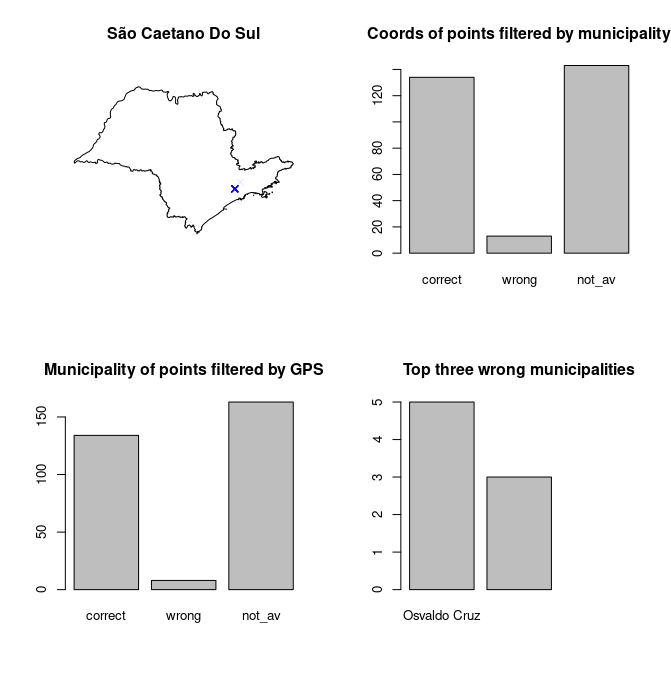 São Caetano Do Sul
Coords of points filtered by municipality
120
80
60
40
20
0
correct wrong not_av
Municipality of points filtered by GPS
150
100
50
0
correct wrong not_av
Top three wrong municipalities
5
4
3
2
1
0
Osvaldo Cruz